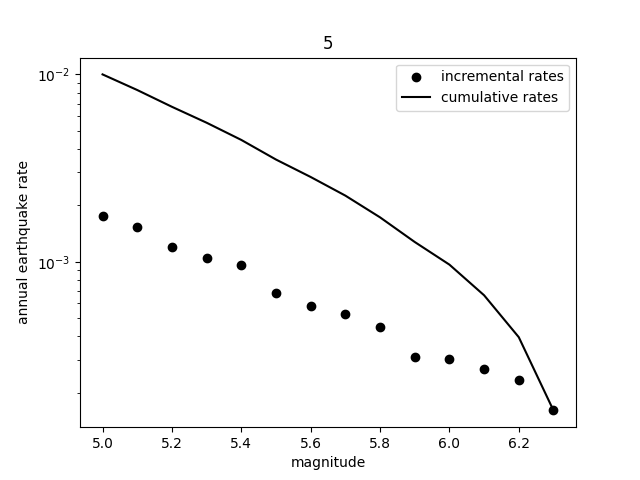 5
incremental rates
cumulative rates
annual earthquake rate
10⁻²
10⁻³
5.0 5.2 5.4 5.6 5.8 6.0 6.2
magnitude